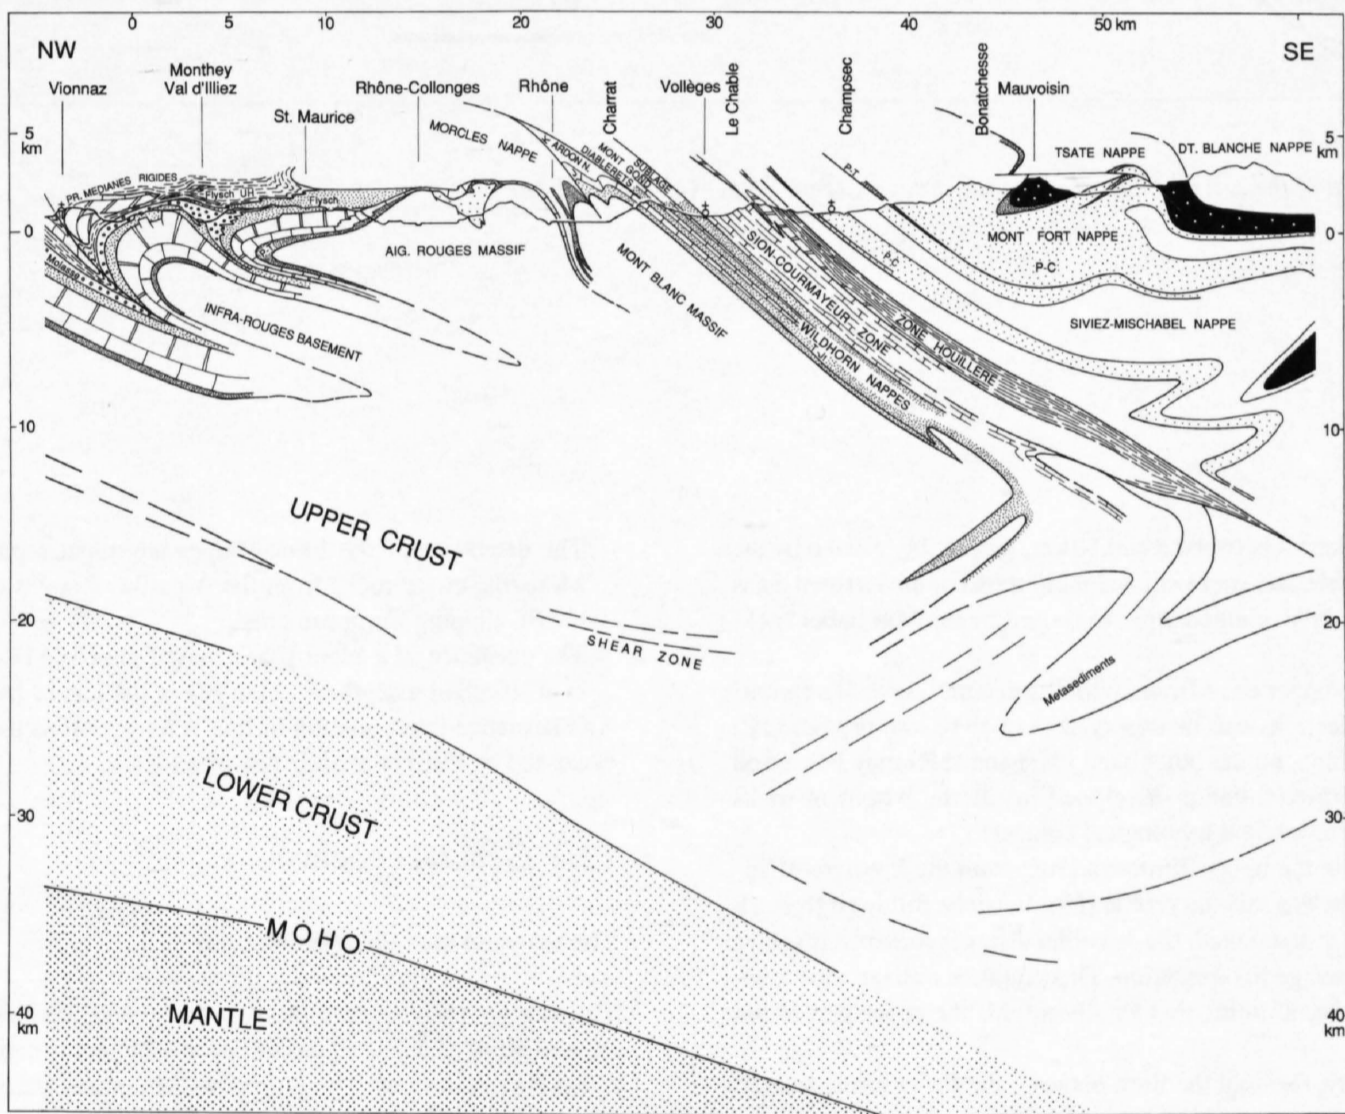 0 5 10 20 30 40 50 km
NW
SE
Vionnaz
Monthey
Val d'Illiez
St. Maurice
Rhône-Collonges
Rhône
Charrat
Vollèges
Le Chable
Champsec
Bonatchesse
Mauvoisin
5
km
0
10
20
30
40
km
5
km
0
10
20
30
40
km
PR. MEDIANES RIGIDES
Flysch UH
Flysch
Molasse
MORCLES NAPPE
ARDON N.
MONT
GOND
SUBLAGE
P-T
TSATE NAPPE
DT. BLANCHE NAPPE
AIG. ROUGES MASSIF
INFRA-ROUGES BASEMENT
MONT BLANC MASSIF
SION-COURMAYEUR ZONE
WILDHORN NAPPES
ZONE HOUILLERE
P-C
MONT FORT NAPPE
P-C
SIVIEZ-MISCHABEL NAPPE
UPPER CRUST
SHEAR ZONE
Metasediments
LOWER CRUST
MOHO
MANTLE